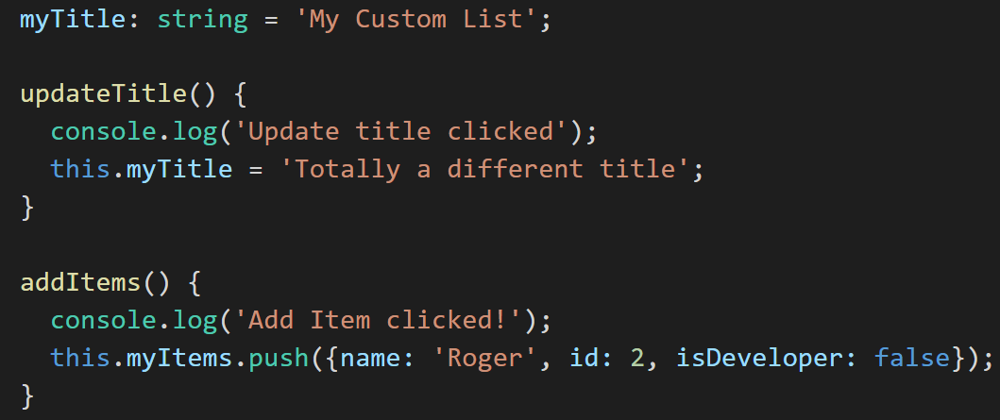 myTitle: string = 'My Custom List';
updateTitle() {
console.log('Update title clicked');
this.myTitle = 'Totally a different title';
}
addItems() {
console.log('Add Item clicked!');
this.myItems.push({name: 'Roger', id: 2, isDeveloper: false});
}